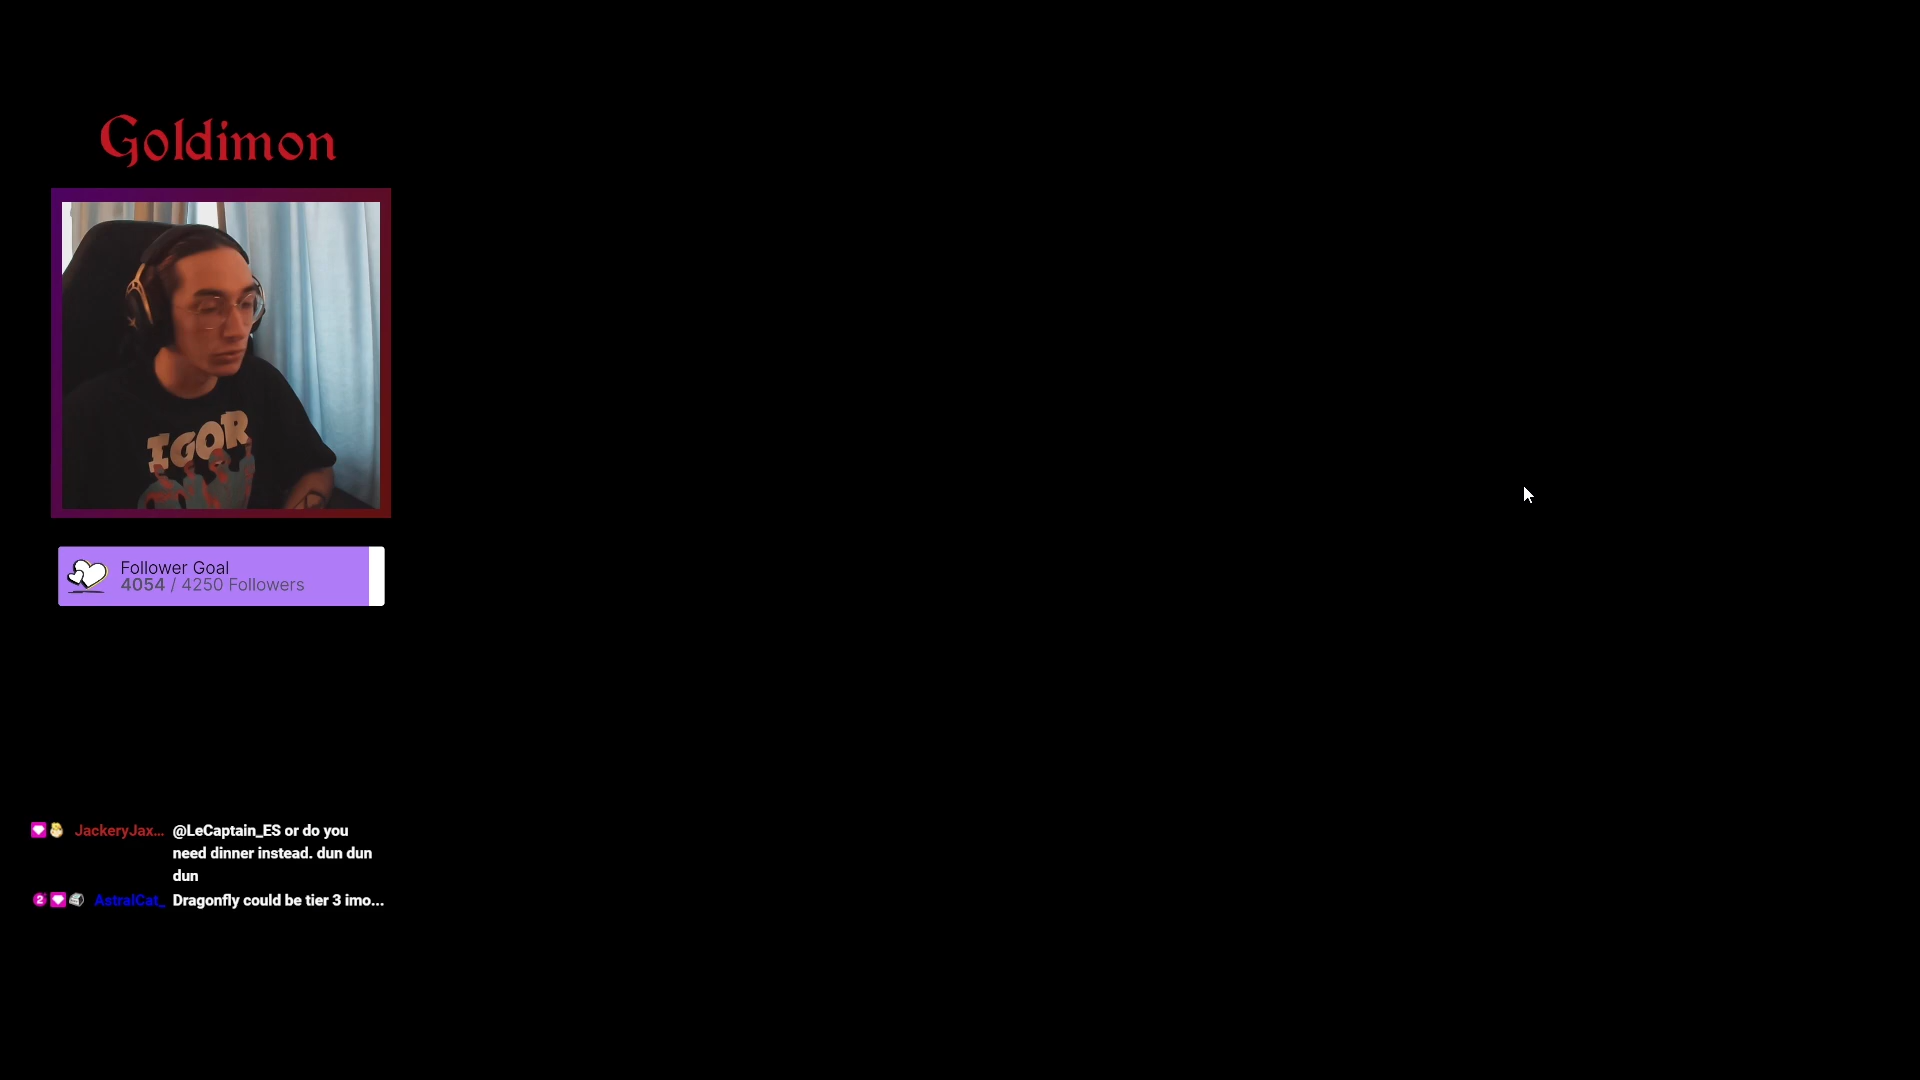 Goldimon
IGOR
Follower Goal
4054 / 4250 Followers
JackeryJax... @LeCaptain_ES or do you
need dinner instead. dun dun
dun
2 AstralCat_ Dragonfly could be tier 3 imo...